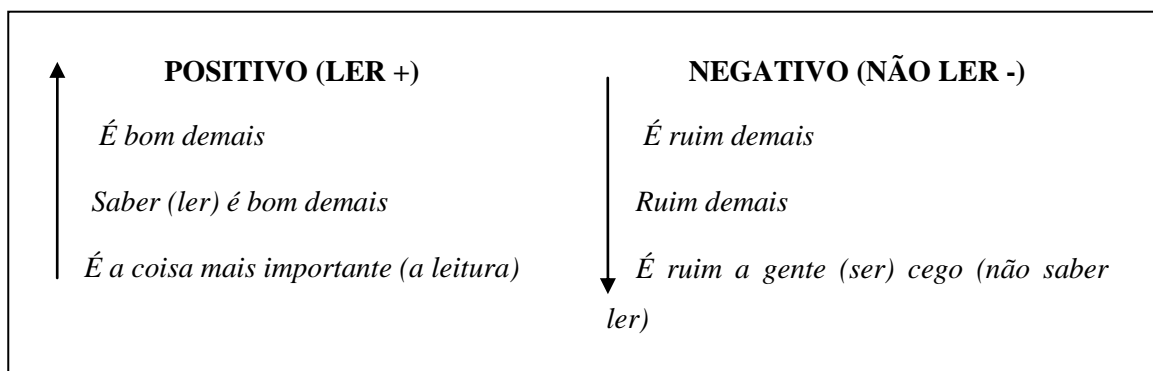 POSITIVO (LER +)
É bom demais
Saber (ler) é bom demais
É a coisa mais importante (a leitura)
NEGATIVO (NÃO LER -)
É ruim demais
Ruim demais
É ruim a gente (ser) cego (não saber
ler)